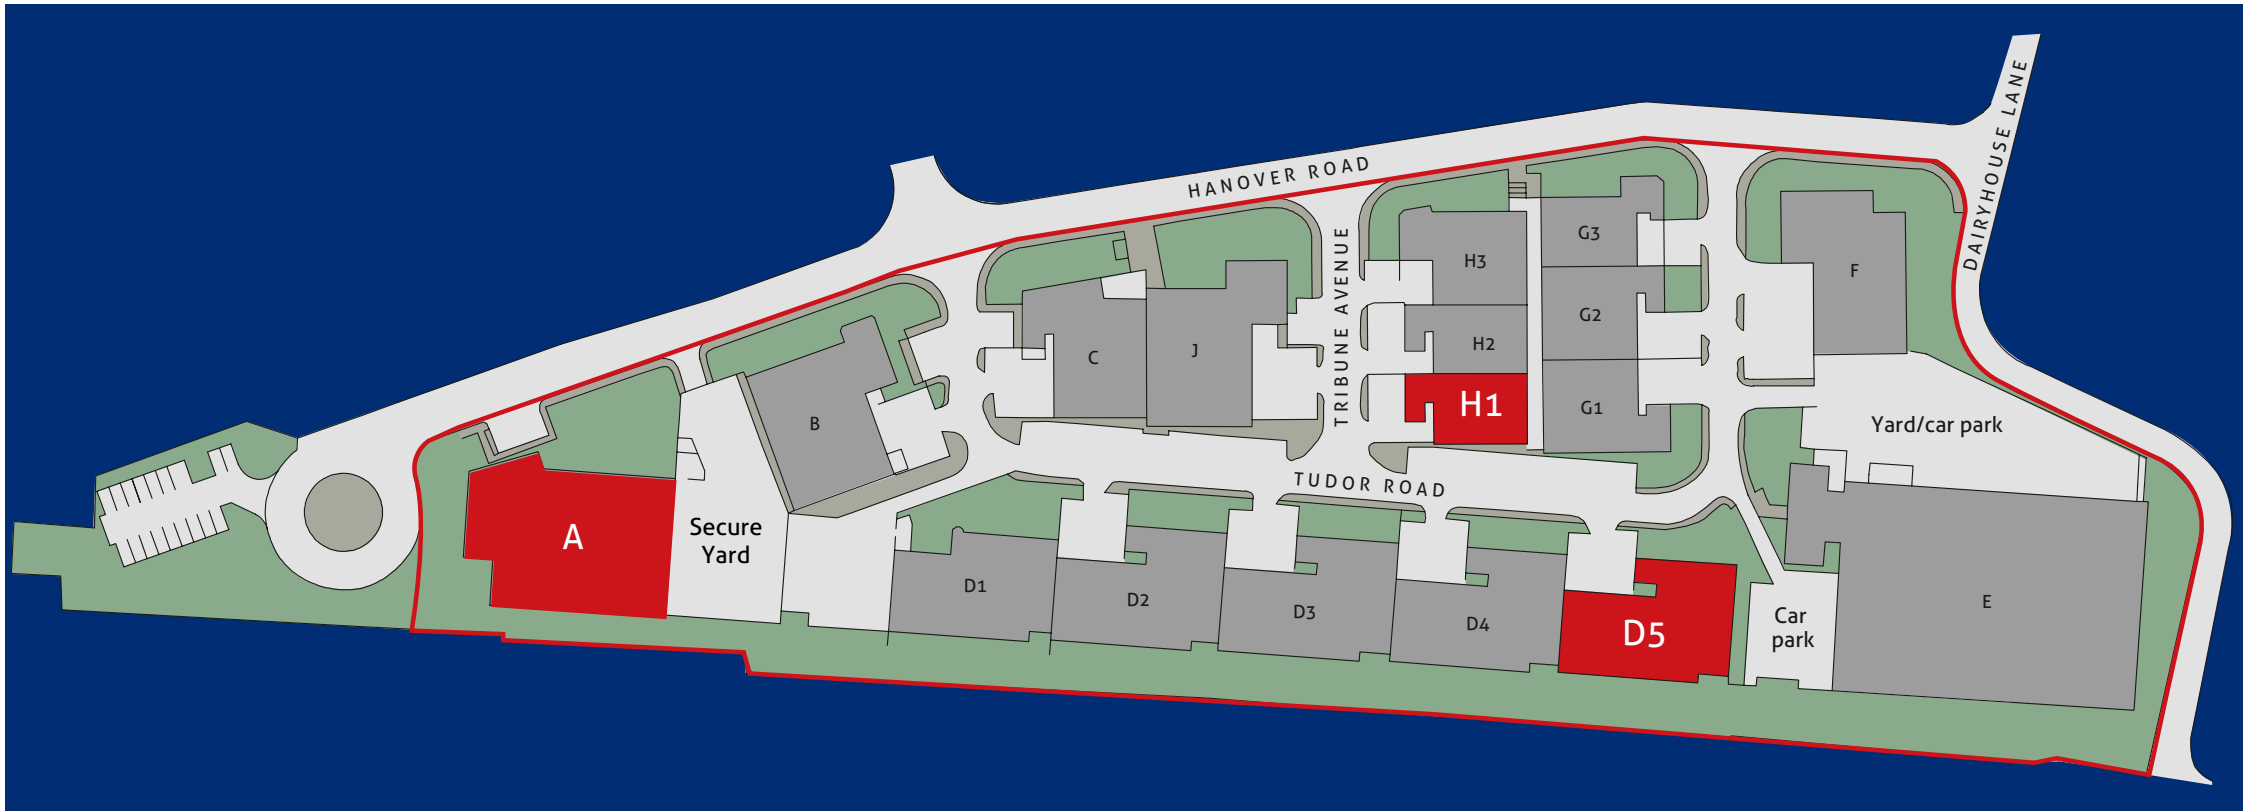 HANOVER ROAD
DAIRYHOUSE LANE
TRIBUNE AVENUE
TUDOR ROAD
A
Secure
Yard
B
C
J
H3
H2
H1
G3
G2
G1
F
Yard/car park
D1
D2
D3
D4
D5
Car
park
E